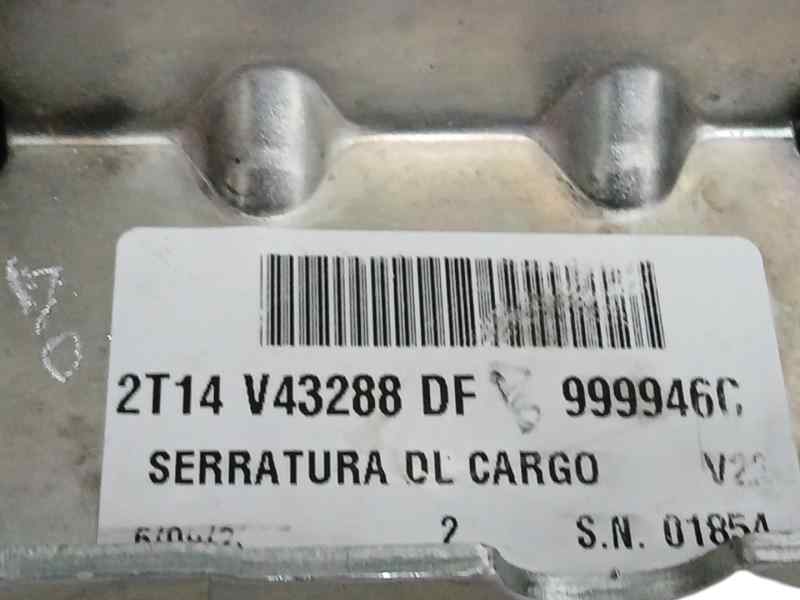 2T14 V43288 DF 999946C
SERRATURA DL CARGO
2 S.N. 01854